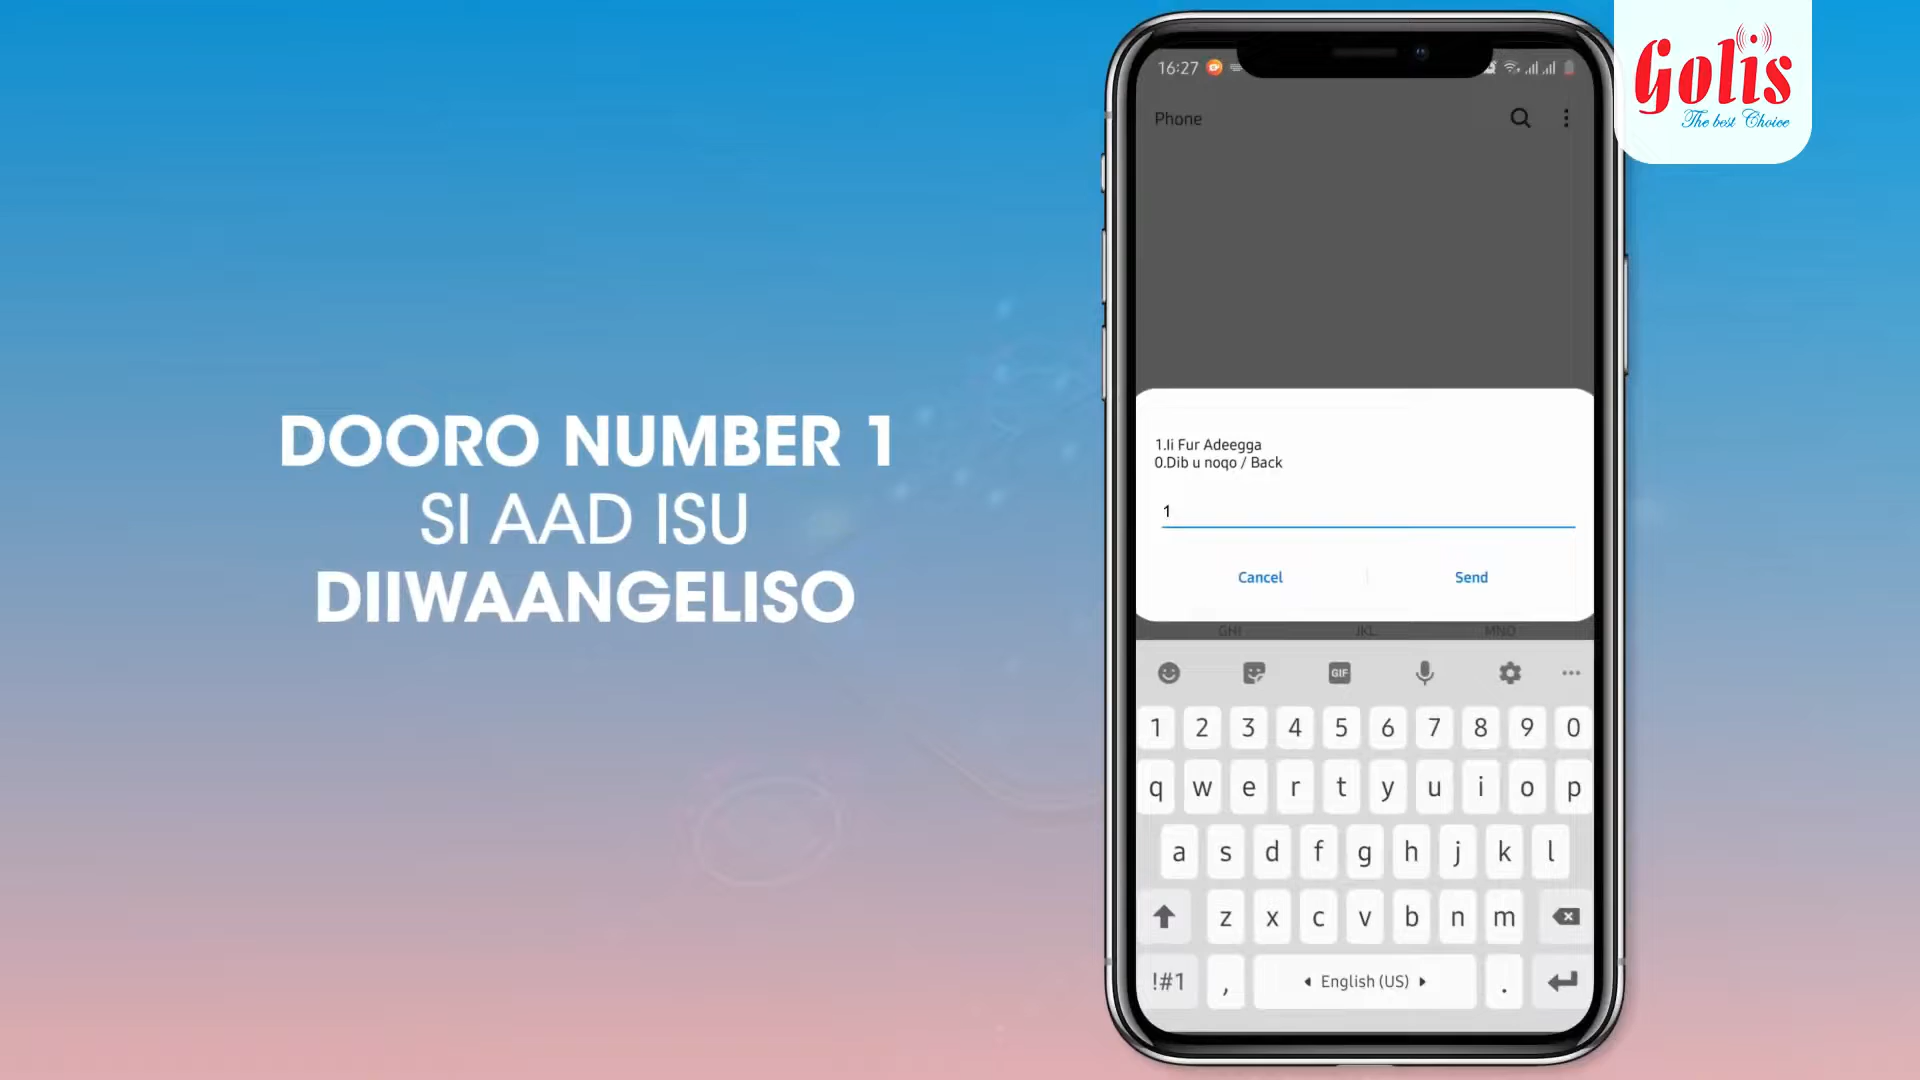 DOORO NUMBER 1
SI AAD ISU
DIIWAANGELISO
Golis
The best Choice
16:27
Phone
1.Ii Fur Adeegga
0.Dib u noqo / Back
1
Cancel
Send
GHI JKL MNO
GIF
1 2 3 4 5 6 7 8 9 0
q w e r t y u i o p
a s d f g h j k l
z x c v b n m
!#1 , English (US) .